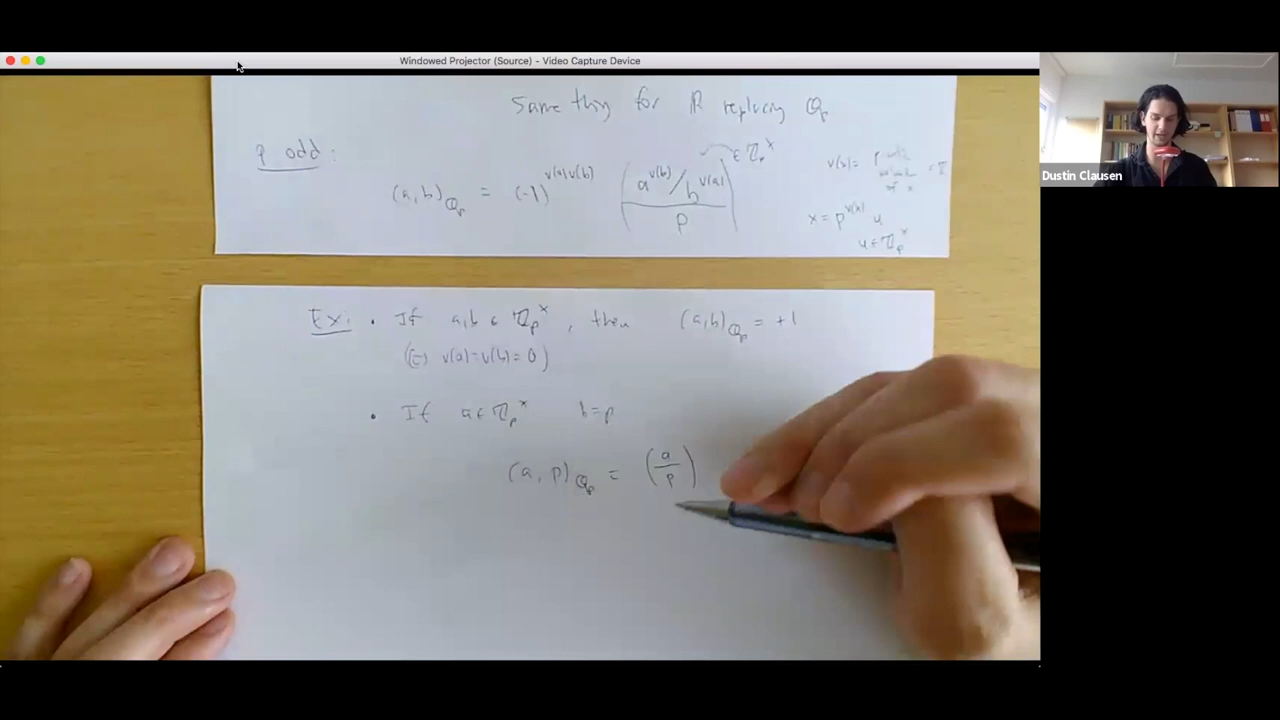 Windowed Projector (Source) - Video Capture Device
Dustin Clausen
Same thing for ℝ replacing ℚ_p
p odd:
(a,b)_{ℚ_p} = (-1)^{v(a)v(b)} ( a^{v(b)}/b^{v(a)} / p ) ∈ ℤ_p^×
v(x) =
of x
x = p^{v(x)} u
u ∈ ℤ_p^×
Ex: • If a,b ∈ ℤ_p^×, then (a,b)_{ℚ_p} = +1
(⇔ v(a)=v(b)=0)
• If a ∈ ℤ_p^× b=p
(a,p)_{ℚ_p} = (a/p)